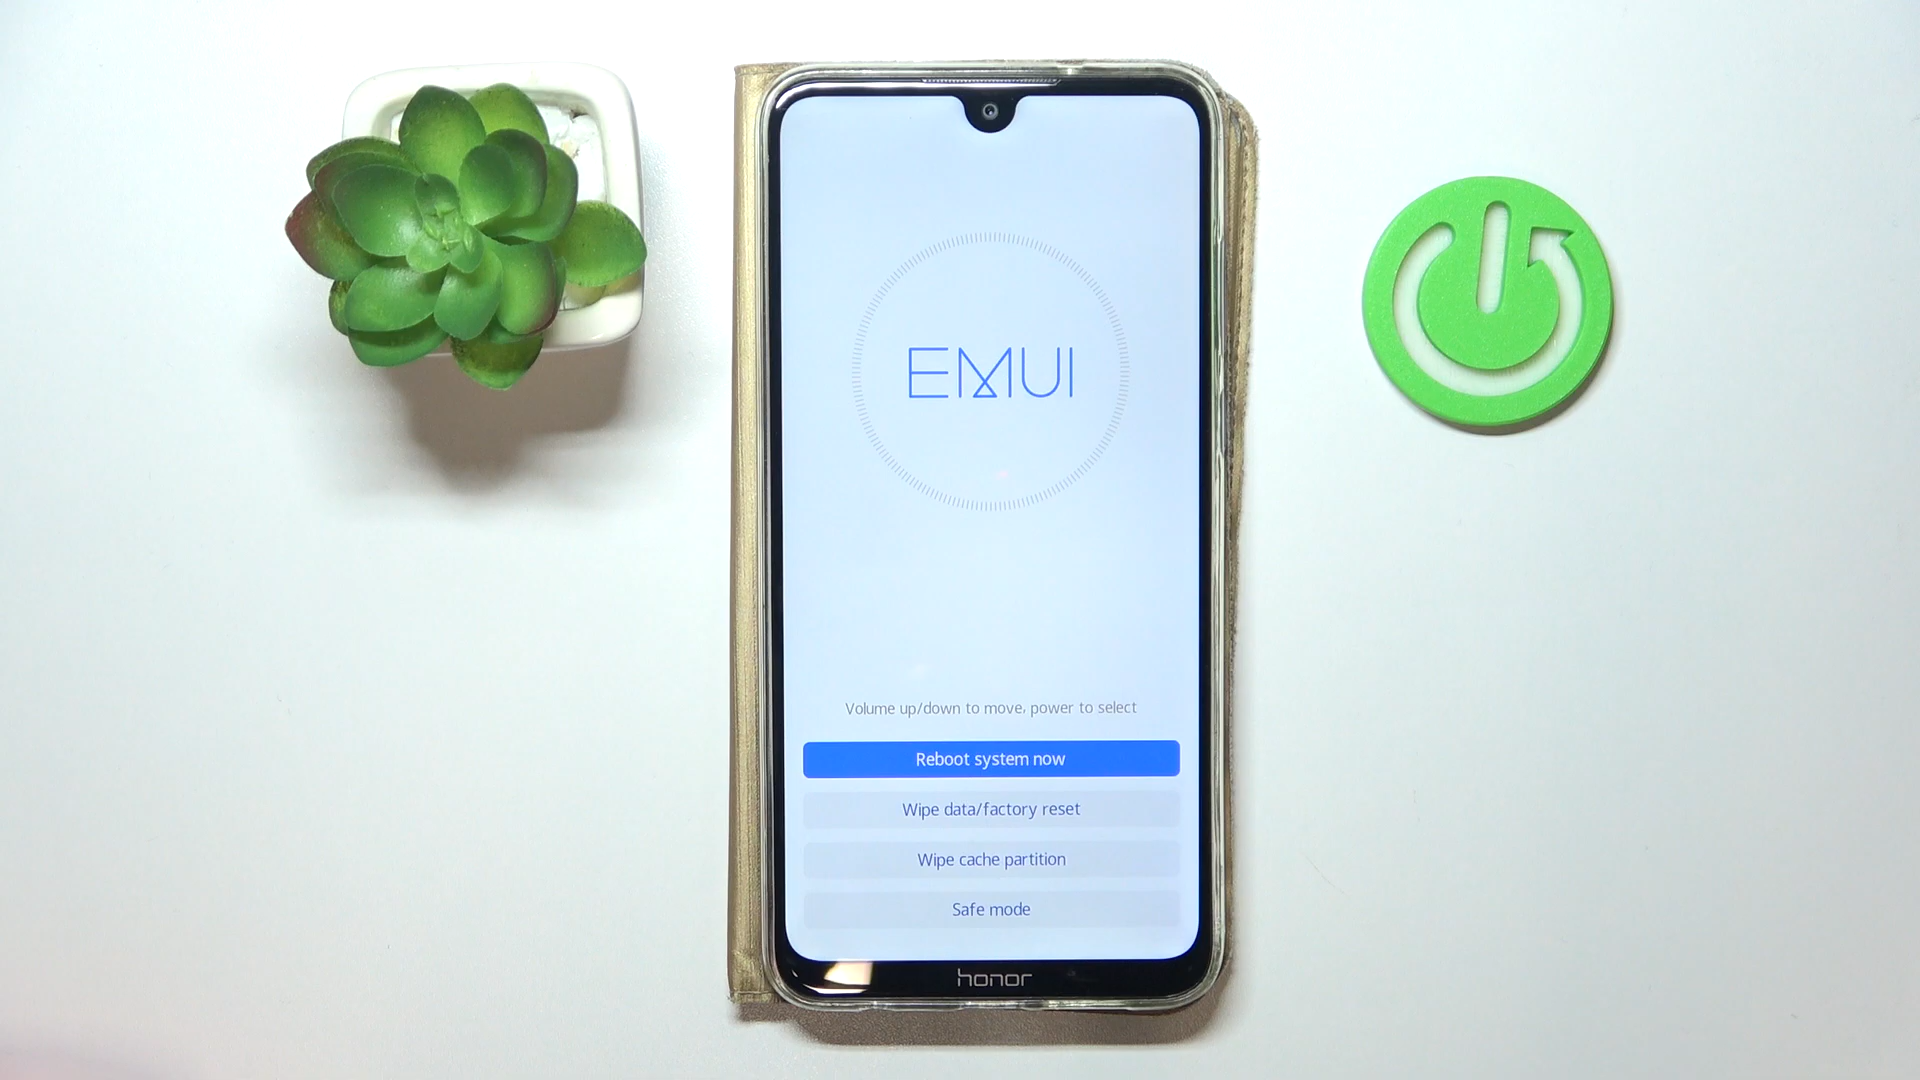 EMUI
Volume up/down to move, power to select
Reboot system now
Wipe data/factory reset
Wipe cache partition
Safe mode
honor